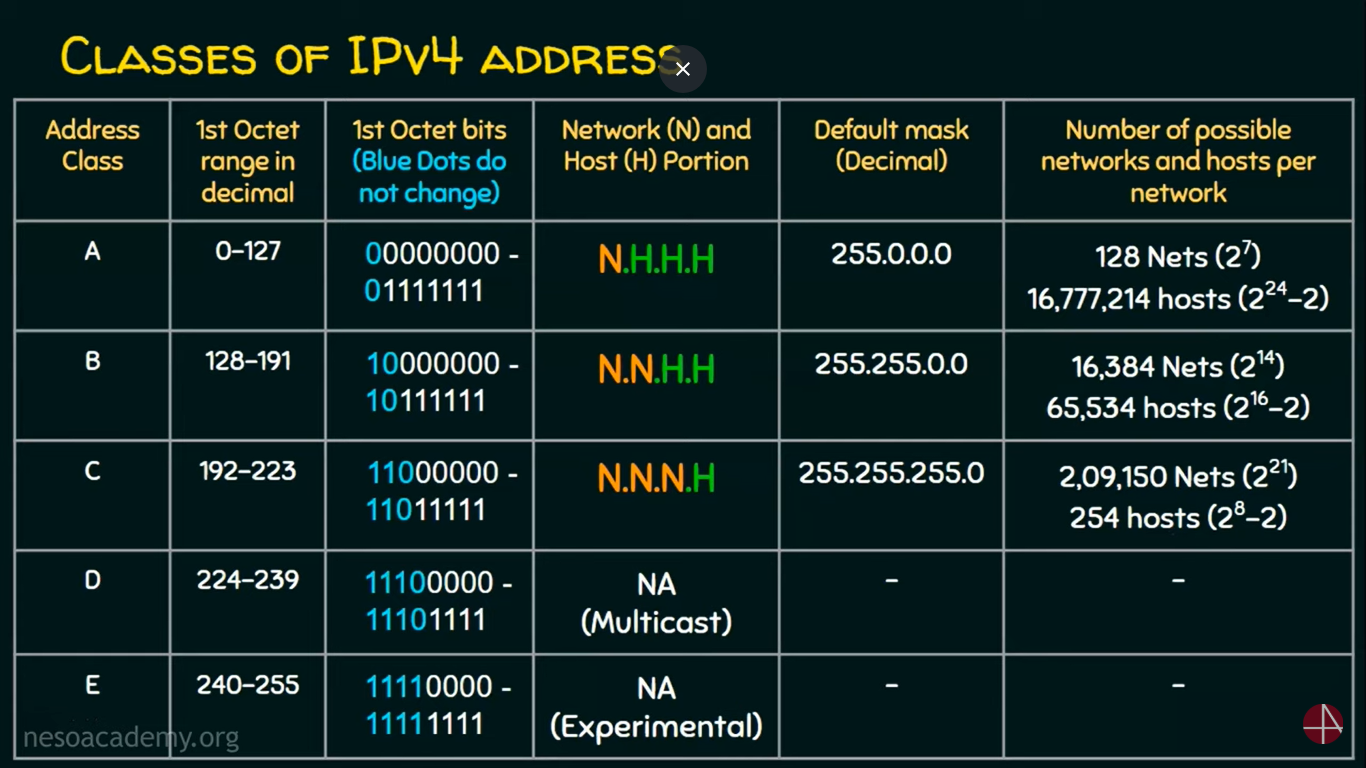 CLASSES OF IPv4 ADDRESS
Address Class | 1st Octet range in decimal | 1st Octet bits (Blue Dots do not change) | Network (N) and Host (H) Portion | Default mask (Decimal) | Number of possible networks and hosts per network
A | 0–127 | 00000000 - 01111111 | N.H.H.H | 255.0.0.0 | 128 Nets (2⁷) 16,777,214 hosts (2²⁴–2)
B | 128–191 | 10000000 - 10111111 | N.N.H.H | 255.255.0.0 | 16,384 Nets (2¹⁴) 65,534 hosts (2¹⁶–2)
C | 192–223 | 11000000 - 11011111 | N.N.N.H | 255.255.255.0 | 2,09,150 Nets (2²¹) 254 hosts (2⁸–2)
D | 224–239 | 11100000 - 11101111 | NA (Multicast) | – | –
E | 240–255 | 11110000 - 11111111 | NA (Experimental) | – | –
nesoacademy.org